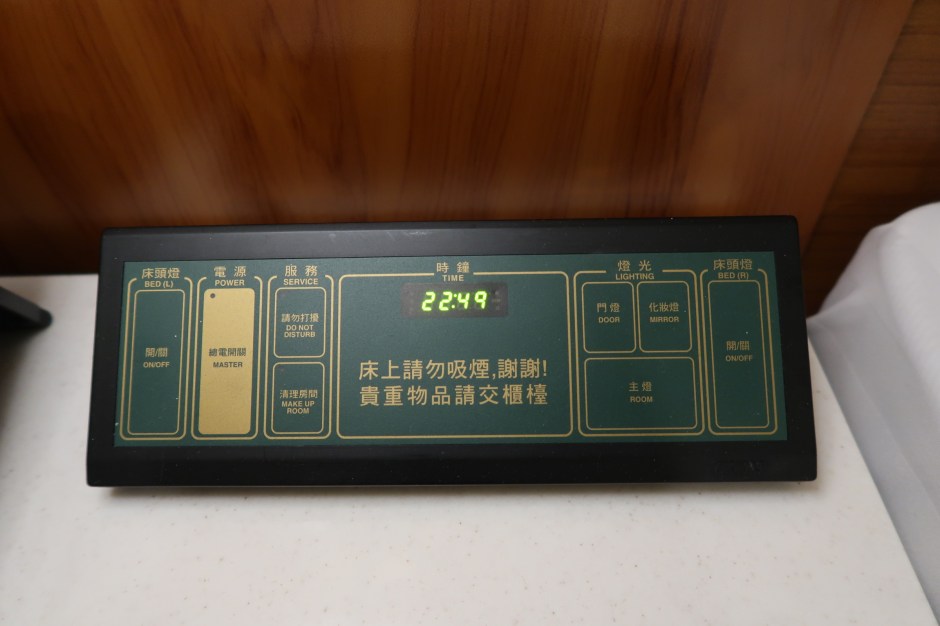 床頭燈
BED (L)
開/關
ON/OFF
電源
POWER
總電開關
MASTER
服務
SERVICE
請勿打擾
DO NOT
DISTURB
清理房間
MAKE UP
ROOM
時鐘
TIME
22:49
床上請勿吸煙,謝謝!
貴重物品請交櫃檯
燈光
LIGHTING
門燈
DOOR
化妝燈
MIRROR
主燈
ROOM
床頭燈
BED (R)
開/關
ON/OFF